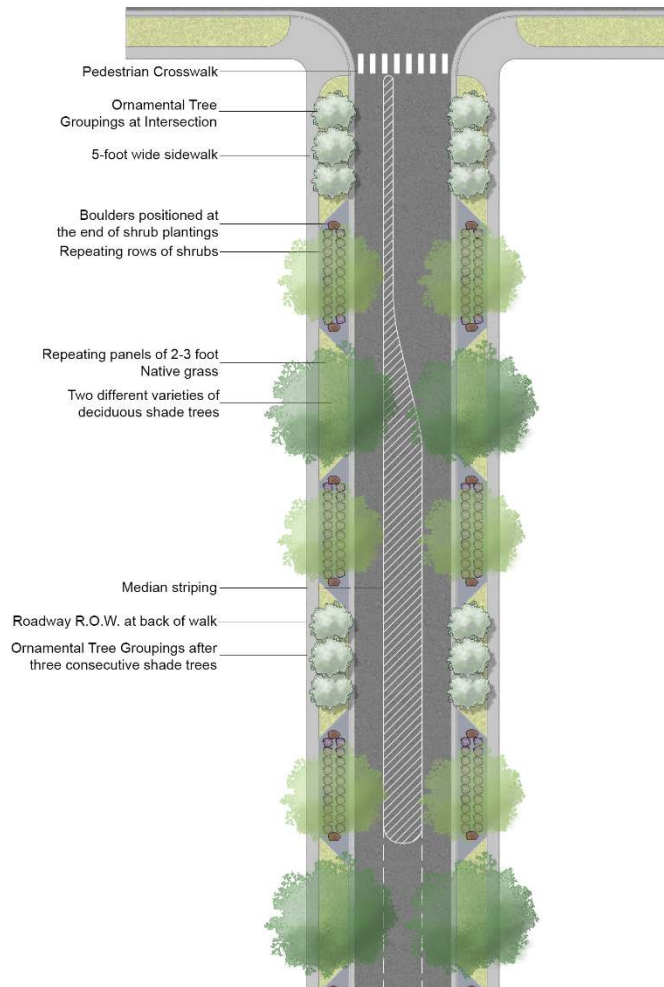 Pedestrian Crosswalk
Ornamental Tree
Groupings at Intersection
5-foot wide sidewalk
Boulders positioned at
the end of shrub plantings
Repeating rows of shrubs
Repeating panels of 2-3 foot
Native grass
Two different varieties of
deciduous shade trees
Median striping
Roadway R.O.W. at back of walk
Ornamental Tree Groupings after
three consecutive shade trees